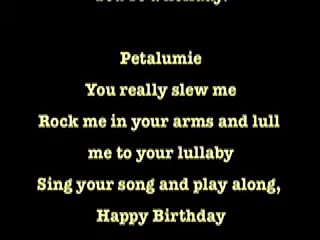 Petalumie
You really slew me
Rock me in your arms and lull
me to your lullaby
Sing your song and play along,
Happy Birthday